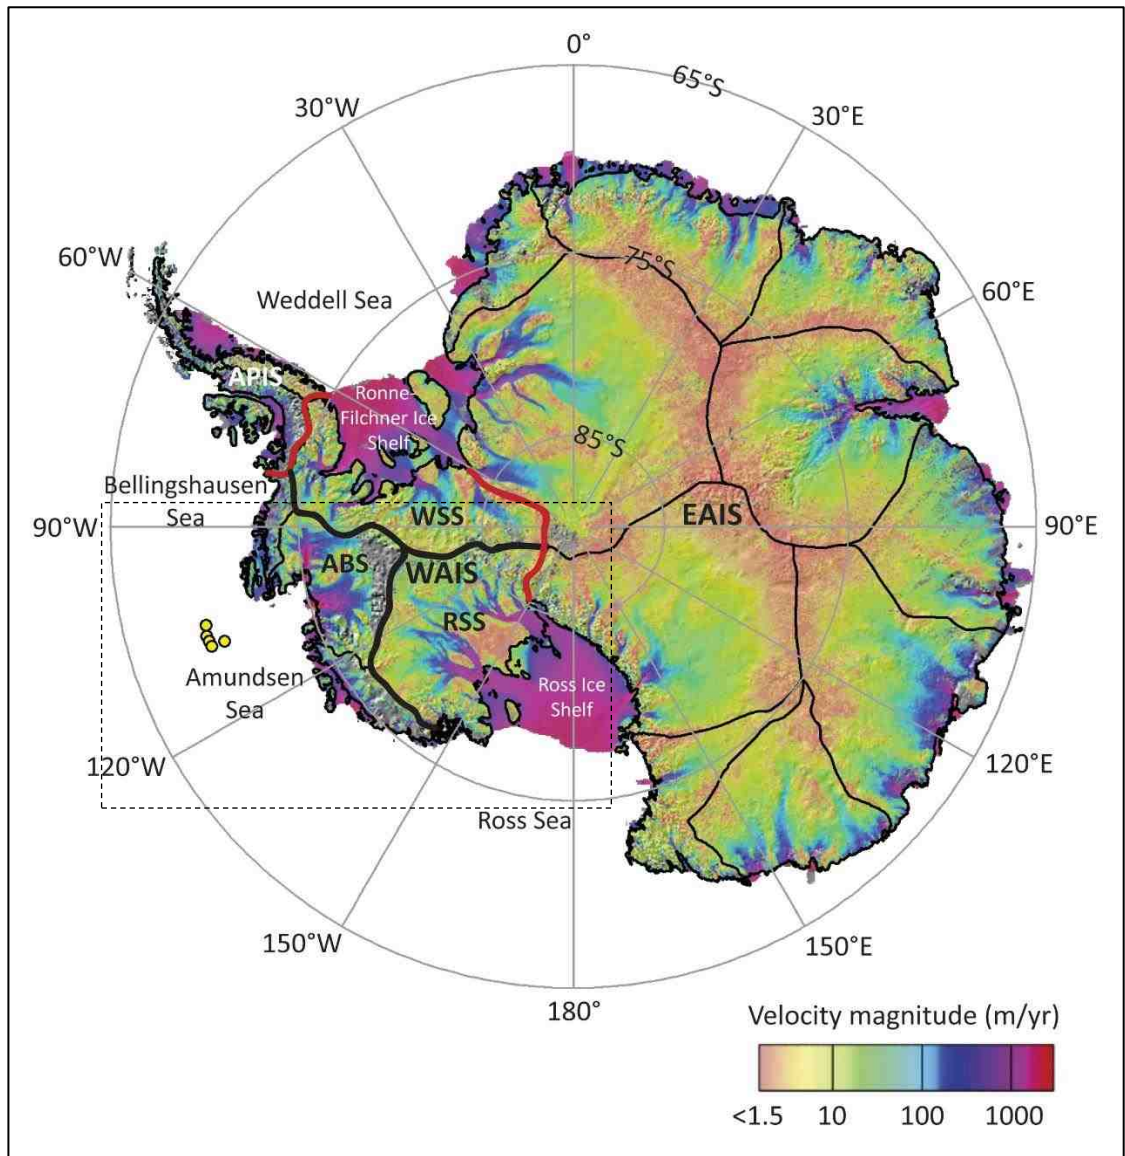 0°
65°S
30°W
30°E
75°S
60°W
Weddell Sea
60°E
APIS
Ronne-
Filchner Ice
Shelf
85°S
Bellingshausen
Sea
90°W
WSS
EAIS
90°E
ABS
WAIS
RSS
Amundsen
Sea
Ross Ice
Shelf
120°W
120°E
Ross Sea
150°W
150°E
180°
Velocity magnitude (m/yr)
<1.5 10 100 1000